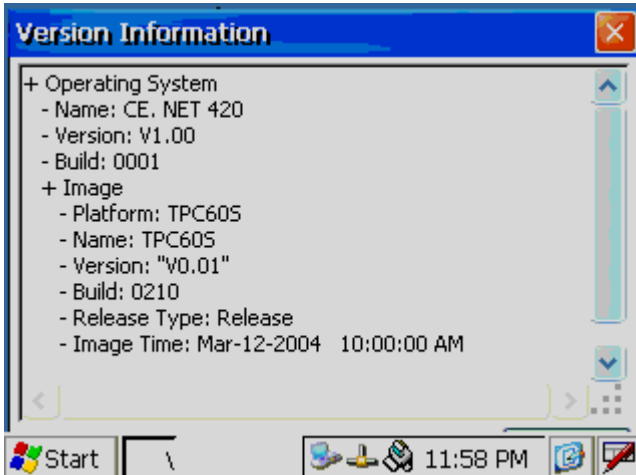 Version Information
+ Operating System
- Name: CE. NET 420
- Version: V1.00
- Build: 0001
+ Image
- Platform: TPC60S
- Name: TPC60S
- Version: "V0.01"
- Build: 0210
- Release Type: Release
- Image Time: Mar-12-2004   10:00:00 AM
Start \ 11:58 PM